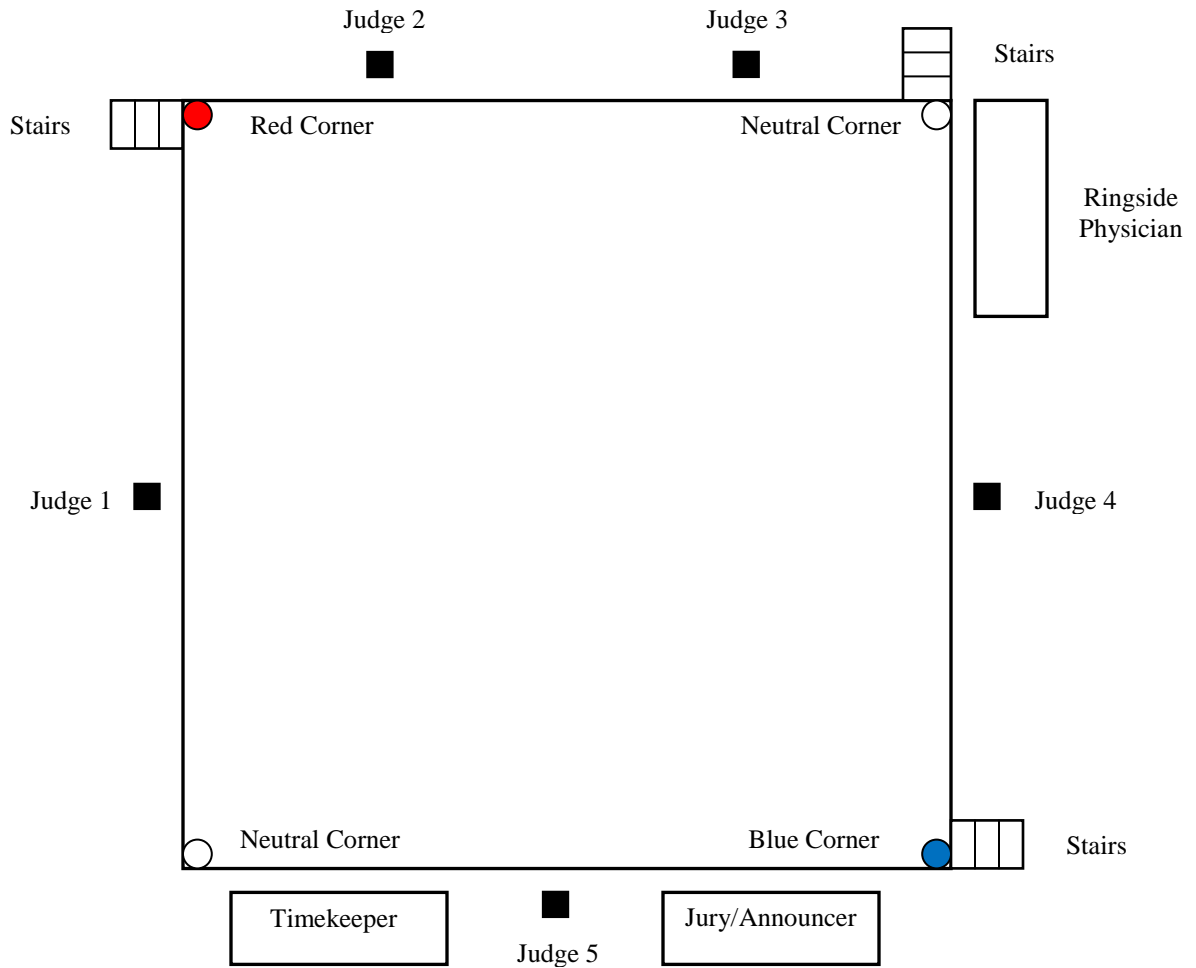 Judge 2
Judge 3
Stairs
Stairs
Red Corner
Neutral Corner
Ringside
Physician
Judge 1
Judge 4
Neutral Corner
Blue Corner
Stairs
Timekeeper
Jury/Announcer
Judge 5